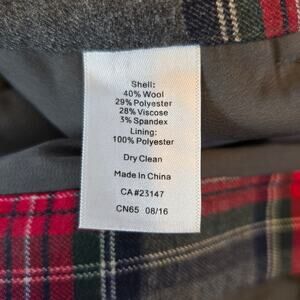 Shell:
40% Wool
29% Polyester
28% Viscose
3% Spandex
Lining:
100% Polyester
Dry Clean
Made In China
CA#23147
CN65 08/16